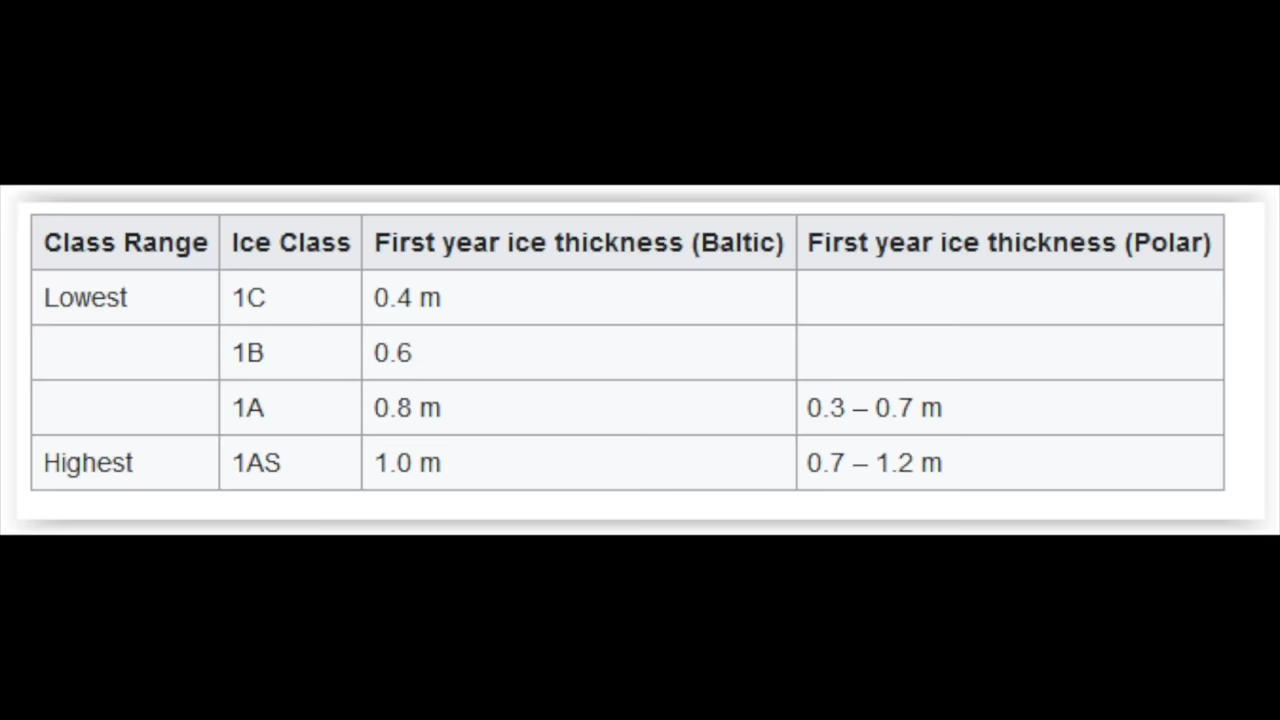 Class Range Ice Class First year ice thickness (Baltic) First year ice thickness (Polar)
Lowest 1C 0.4 m
1B 0.6
1A 0.8 m 0.3 – 0.7 m
Highest 1AS 1.0 m 0.7 – 1.2 m